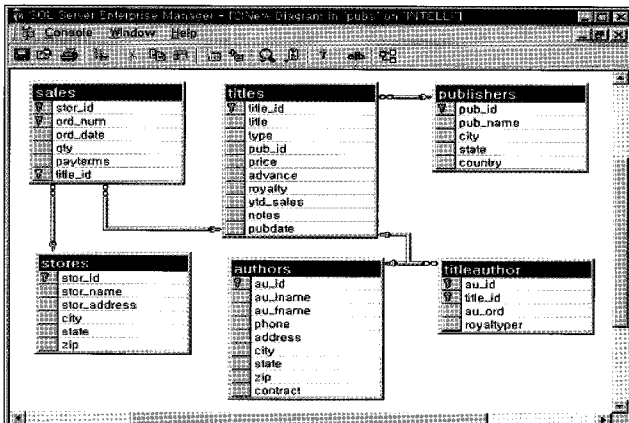 SQL Server Enterprise Manager - [2:New Diagram in 'pubs' on 'INTELL']
Console Window Help
sales
stor_id
ord_num
ord_date
qty
payterms
title_id
titles
title_id
title
type
pub_id
price
advance
royalty
ytd_sales
notes
pubdate
publishers
pub_id
pub_name
city
state
country
stores
stor_id
stor_name
stor_address
city
state
zip
authors
au_id
au_lname
au_fname
phone
address
city
state
zip
contract
titleauthor
au_id
title_id
au_ord
royaltyper